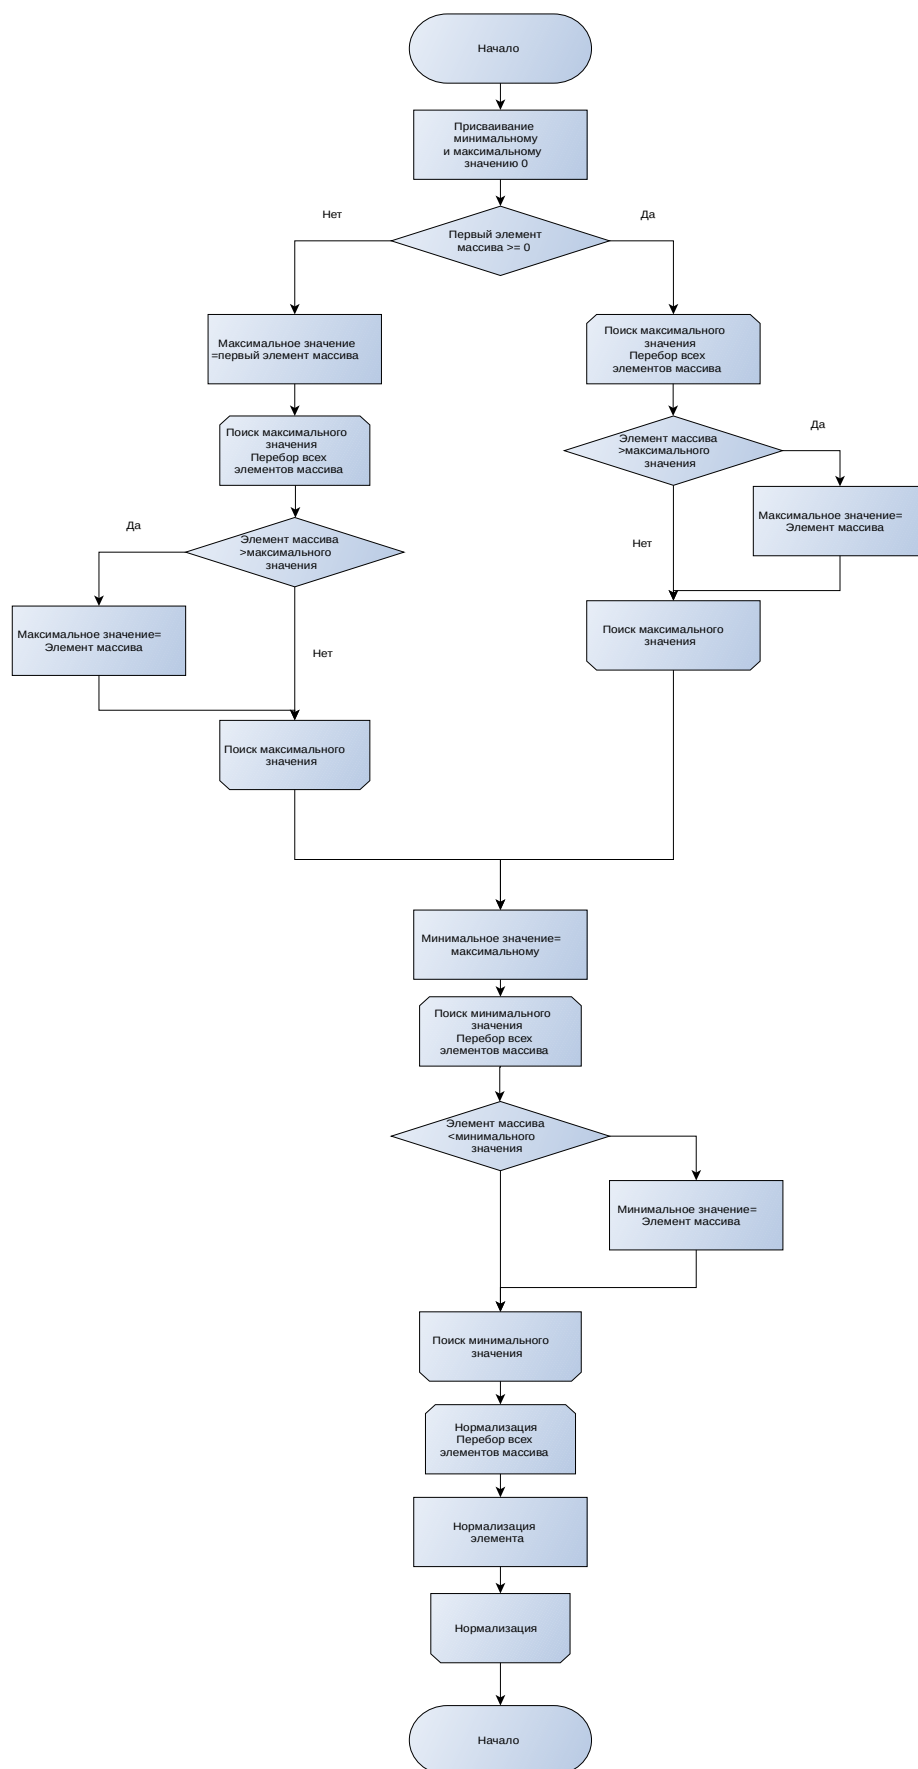 Начало
Присваивание
минимальному
и максимальному
значению 0
Нет
Да
Первый элемент
массива >= 0
Максимальное значение
=первый элемент массива
Поиск максимального
значения
Перебор всех
элементов массива
Элемент массива
>максимального
значения
Да
Максимальное значение=
Элемент массива
Нет
Поиск максимального
значения
Поиск максимального
значения
Перебор всех
элементов массива
Элемент массива
>максимального
значения
Да
Максимальное значение=
Элемент массива
Нет
Поиск максимального
значения
Минимальное значение=
максимальному
Поиск минимального
значения
Перебор всех
элементов массива
Элемент массива
<минимального
значения
Минимальное значение=
Элемент массива
Поиск минимального
значения
Нормализация
Перебор всех
элементов массива
Нормализация
элемента
Нормализация
Начало